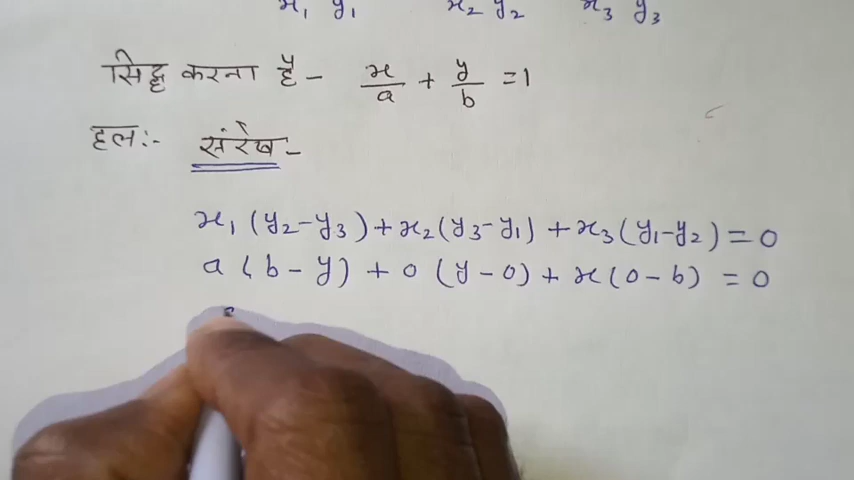 x₁ y₁ x₂ y₂ x₃ y₃
सिद्ध करना है - x/a + y/b = 1
हल:- संरेख -
x₁ (y₂ - y₃) + x₂ (y₃ - y₁) + x₃ (y₁ - y₂) = 0
a (b - y) + 0 (y - 0) + x (0 - b) = 0